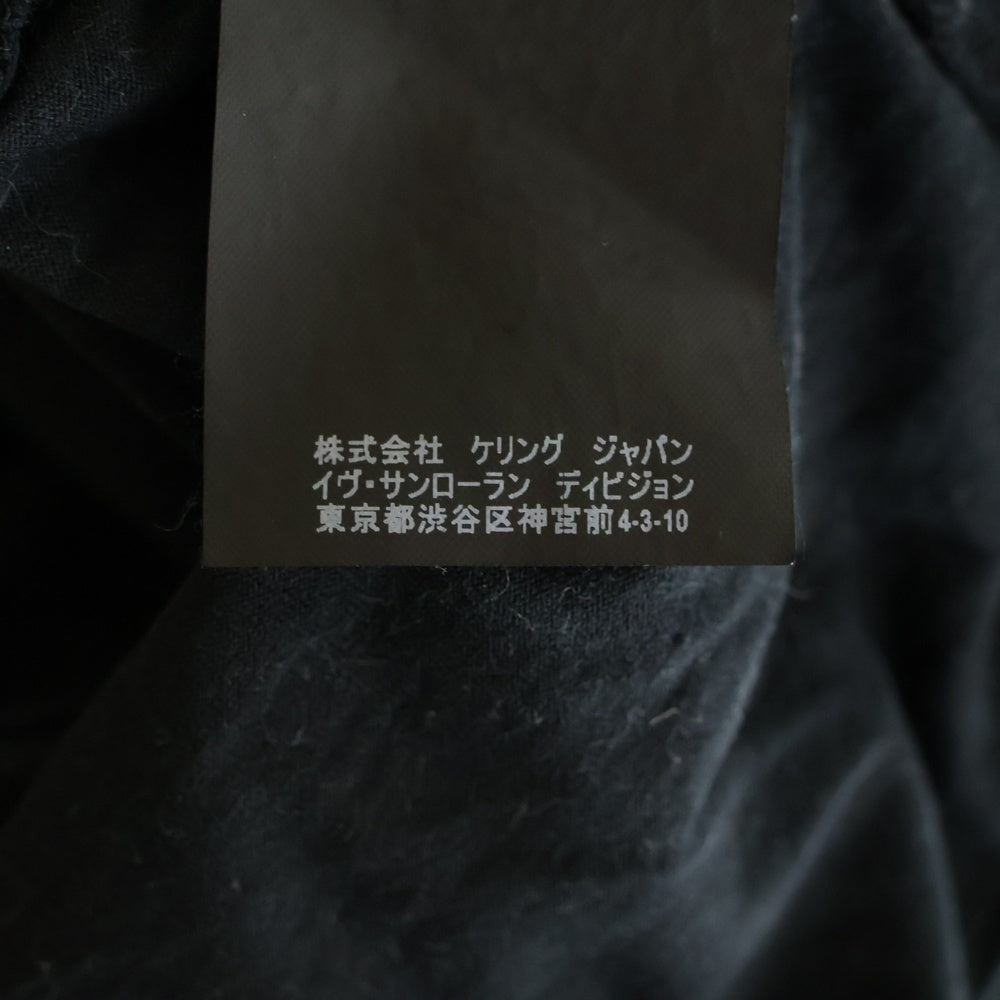 株式会社 ケリング ジャパン
イヴ・サンローラン ディビジョン
東京都渋谷区神宮前4-3-10